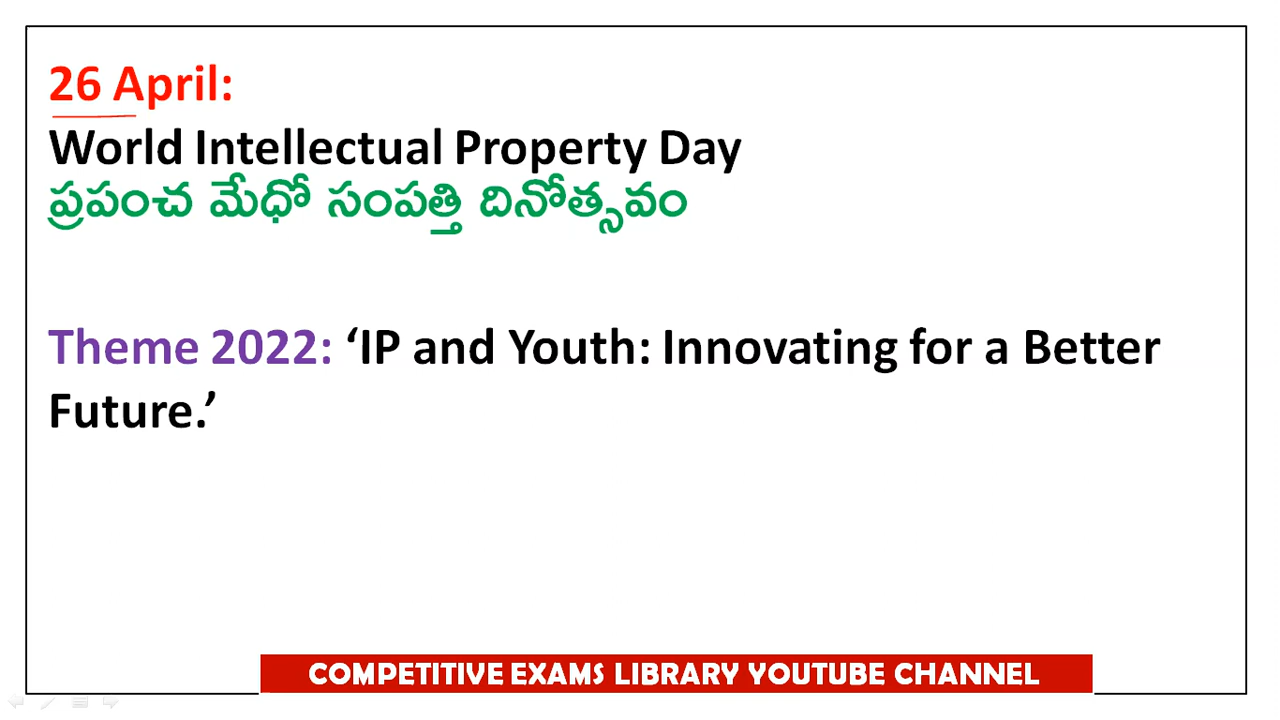 26 April:
World Intellectual Property Day
ప్రపంచ మేధో సంపత్తి దినోత్సవం
Theme 2022: ‘IP and Youth: Innovating for a Better
Future.’
COMPETITIVE EXAMS LIBRARY YOUTUBE CHANNEL